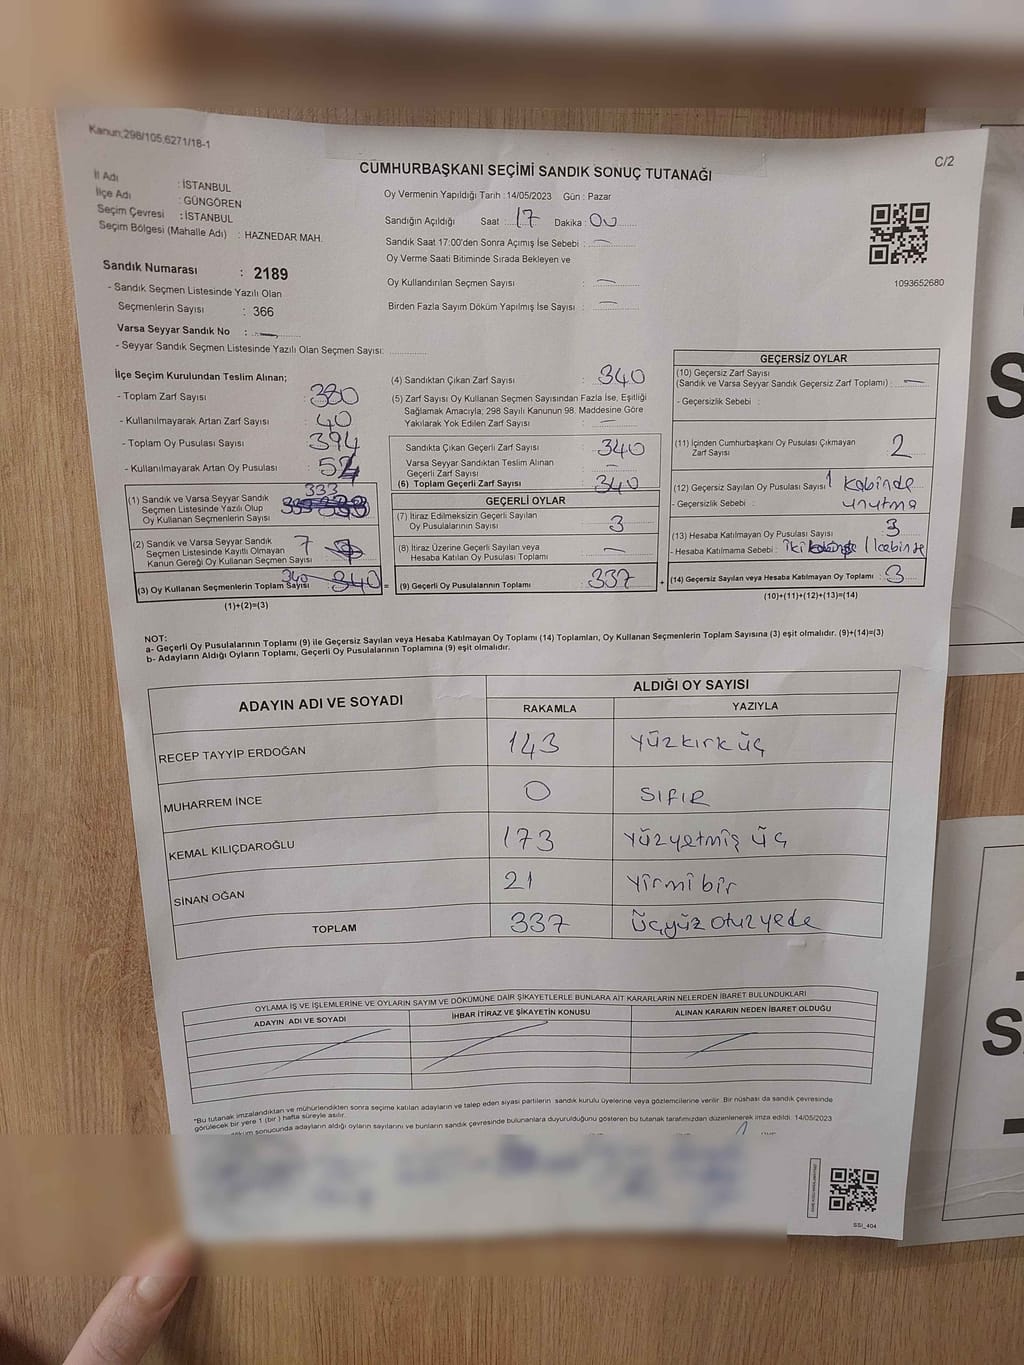 Kanun;298/105,6271/18-1
C/2
CUMHURBAŞKANI SEÇİMİ SANDIK SONUÇ TUTANAĞI
İl Adı : İSTANBUL
İlçe Adı : GÜNGÖREN
Seçim Çevresi : İSTANBUL
Seçim Bölgesi (Mahalle Adı) : HAZNEDAR MAH.
Sandık Numarası : 2189
- Sandık Seçmen Listesinde Yazılı Olan
Seçmenlerin Sayısı : 366
Varsa Seyyar Sandık No :
- Seyyar Sandık Seçmen Listesinde Yazılı Olan Seçmen Sayısı:
Oy Vermenin Yapıldığı Tarih : 14/05/2023 Gün : Pazar
Sandığın Açıldığı Saat : 17 Dakika : 00
Sandık Saat 17:00'den Sonra Açımış İse Sebebi : —
Oy Verme Saati Bitiminde Sırada Bekleyen ve
Oy Kullandırılan Seçmen Sayısı : —
Birden Fazla Sayım Döküm Yapılmış İse Sayısı : —
1093652680
İlçe Seçim Kurulundan Teslim Alınan;
- Toplam Zarf Sayısı : 380
- Kullanılmayarak Artan Zarf Sayısı : 40
- Toplam Oy Pusulası Sayısı : 394
- Kullanılmayarak Artan Oy Pusulası :
333
(1) Sandık ve Varsa Seyyar Sandık
Seçmen Listesinde Yazılı Olup
Oy Kullanan Seçmenlerin Sayısı
(2) Sandık ve Varsa Seyyar Sandık
Seçmen Listesinde Kayıtlı Olmayan 7
Kanun Gereği Oy Kullanan Seçmen Sayısı
(3) Oy Kullanan Seçmenlerin Toplam Sayısı 340 340
(1)+(2)=(3)
(4) Sandıktan Çıkan Zarf Sayısı : 340
(5) Zarf Sayısı Oy Kullanan Seçmen Sayısından Fazla İse, Eşitliği
Sağlamak Amacıyla; 298 Sayılı Kanunun 98. Maddesine Göre
Yakılarak Yok Edilen Zarf Sayısı : —
Sandıkta Çıkan Geçerli Zarf Sayısı : 340
Varsa Seyyar Sandıktan Teslim Alınan
Geçerli Zarf Sayısı : —
(6) Toplam Geçerli Zarf Sayısı : 340
GEÇERLİ OYLAR
(7) İtiraz Edilmeksizin Geçerli Sayılan
Oy Pusulalarının Sayısı : 3
(8) İtiraz Üzerine Geçerli Sayılan veya
Hesaba Katılan Oy Pusulası Toplamı : —
(9) Geçerli Oy Pusulalarının Toplamı : 337
GEÇERSİZ OYLAR
(10) Geçersiz Zarf Sayısı
(Sandık ve Varsa Seyyar Sandık Geçersiz Zarf Toplamı) : —
- Geçersizlik Sebebi :
(11) İçinden Cumhurbaşkanı Oy Pusulası Çıkmayan
Zarf Sayısı : 2
(12) Geçersiz Sayılan Oy Pusulası Sayısı 1 kabinde
- Geçersizlik Sebebi : unutma
(13) Hesaba Katılmayan Oy Pusulası Sayısı : 3
- Hesaba Katılmama Sebebi : iki 1 kabinde
(14) Geçersiz Sayılan veya Hesaba Katılmayan Oy Toplamı : 3
(10)+(11)+(12)+(13)=(14)
NOT:
a- Geçerli Oy Pusulalarının Toplamı (9) ile Geçersiz Sayılan veya Hesaba Katılmayan Oy Toplamı (14) Toplamları, Oy Kullanan Seçmenlerin Toplam Sayısına (3) eşit olmalıdır. (9)+(14)=(3)
b- Adayların Aldığı Oyların Toplamı, Geçerli Oy Pusulalarının Toplamına (9) eşit olmalıdır.
ADAYIN ADI VE SOYADI ALDIĞI OY SAYISI
RAKAMLA YAZIYLA
RECEP TAYYİP ERDOĞAN 143 yüzkırküç
MUHARREM İNCE 0 SIFIR
KEMAL KILIÇDAROĞLU 173 yüzyetmiş üç
SİNAN OĞAN 21 yirmibir
TOPLAM 337 üçyüz otuzyede
OYLAMA İŞ VE İŞLEMLERİNE VE OYLARIN SAYIM VE DÖKÜMÜNE DAİR ŞİKAYETLERLE BUNLARA AİT KARARLARIN NELERDEN İBARET BULUNDUKLARI
ADAYIN ADI VE SOYADI İHBAR İTİRAZ VE ŞİKAYETİN KONUSU ALINAN KARARIN NEDEN İBARET OLDUĞU
*Bu tutanak imzalandıktan ve mühürlendikten sonra seçime katılan adayların ve talep eden siyasi partilerin sandık kurulu üyelerine veya gözlemcilerine verilir. Bir nüshası da sandık çevresinde
görülecek bir yere 1 (bir) hafta süreyle asılır.
döküm sonucunda adayların aldığı oyların sayılarını ve bunların sandık çevresinde bulunanlara duyurulduğunu gösteren bu tutanak tarafımızdan düzenlenerek imza edildi. 14/05/2023
SSİ_404
S
S